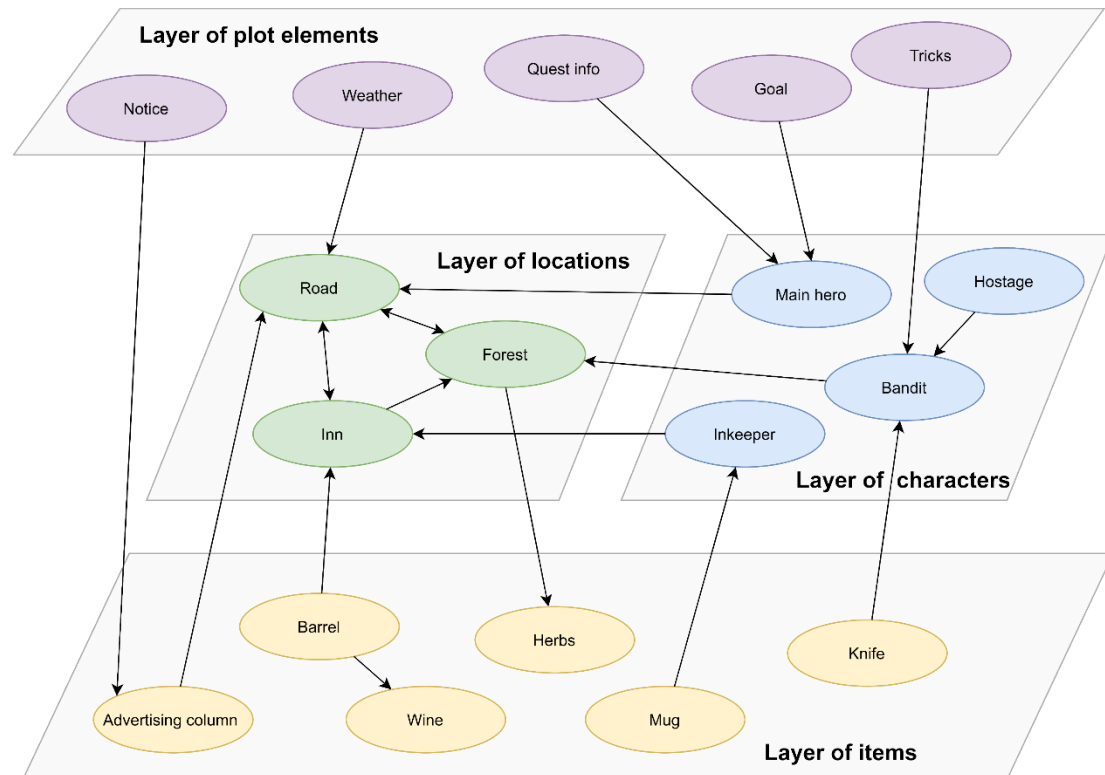 Layer of plot elements
Notice
Weather
Quest info
Goal
Tricks
Layer of locations
Road
Forest
Inn
Main hero
Hostage
Bandit
Inkeeper
Layer of  characters
Barrel
Herbs
Knife
Advertising column
Wine
Mug
Layer of items